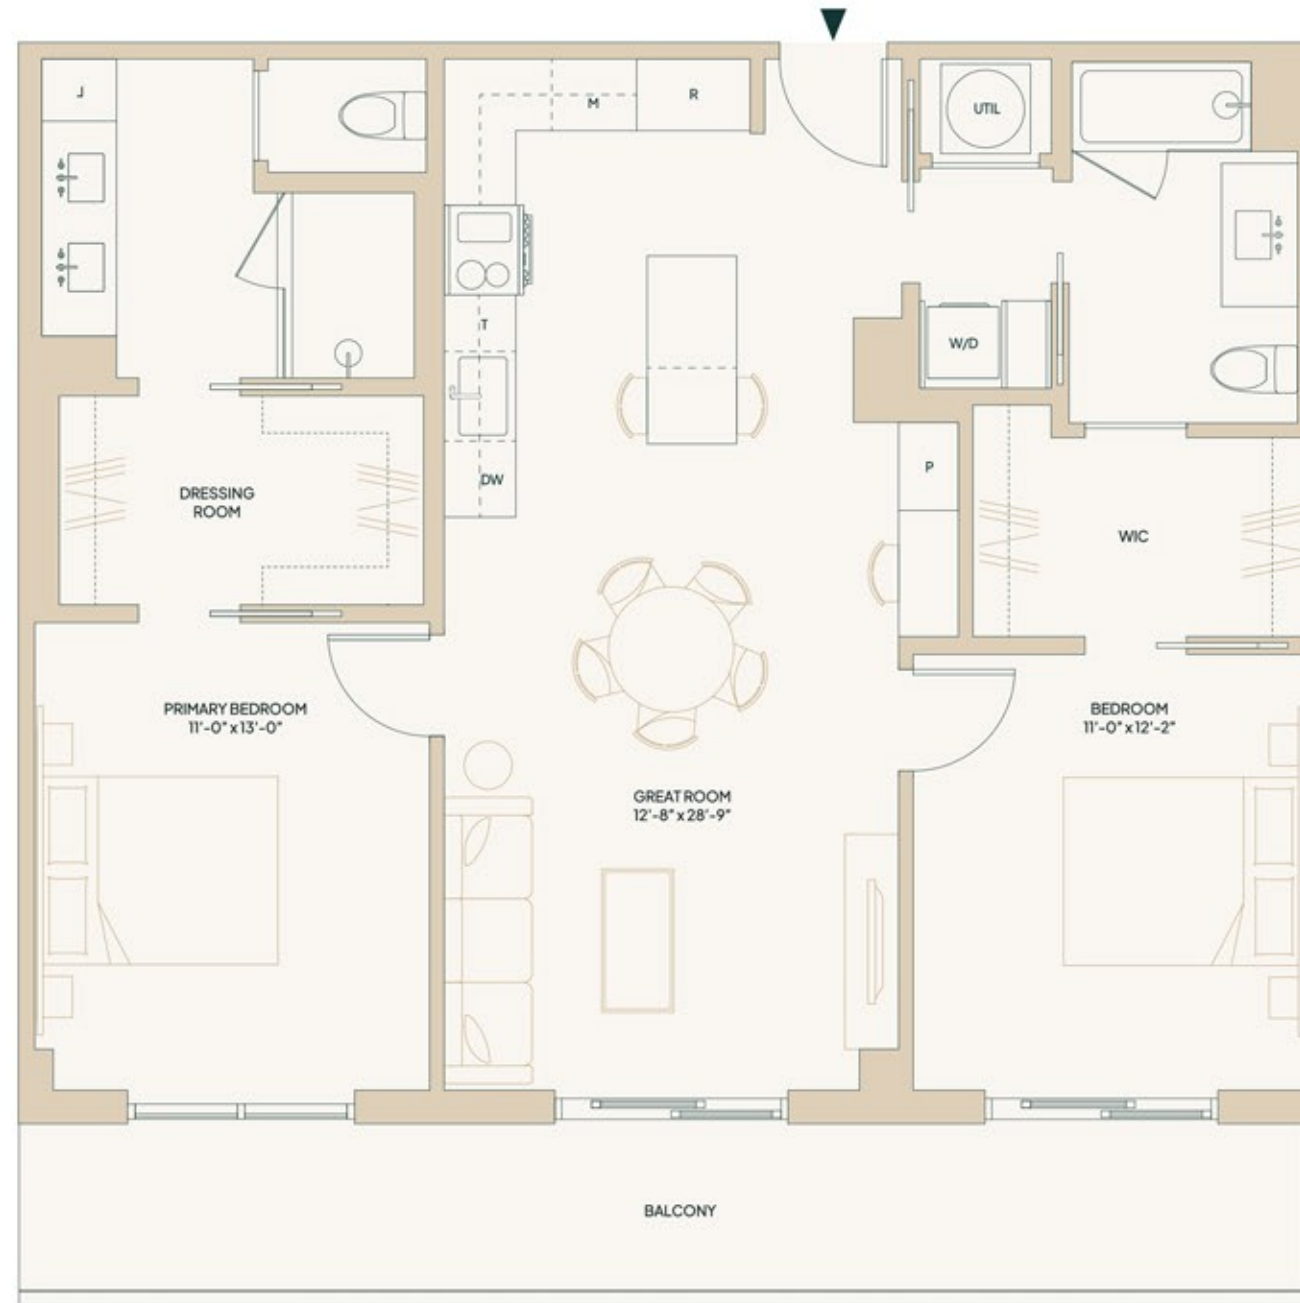 J
M
R
UTIL
T
W/D
DW
P
DRESSING
ROOM
WIC
PRIMARY BEDROOM
11'-0" x 13'-0"
BEDROOM
11'-0" x 12'-2"
GREAT ROOM
12'-8" x 28'-9"
BALCONY